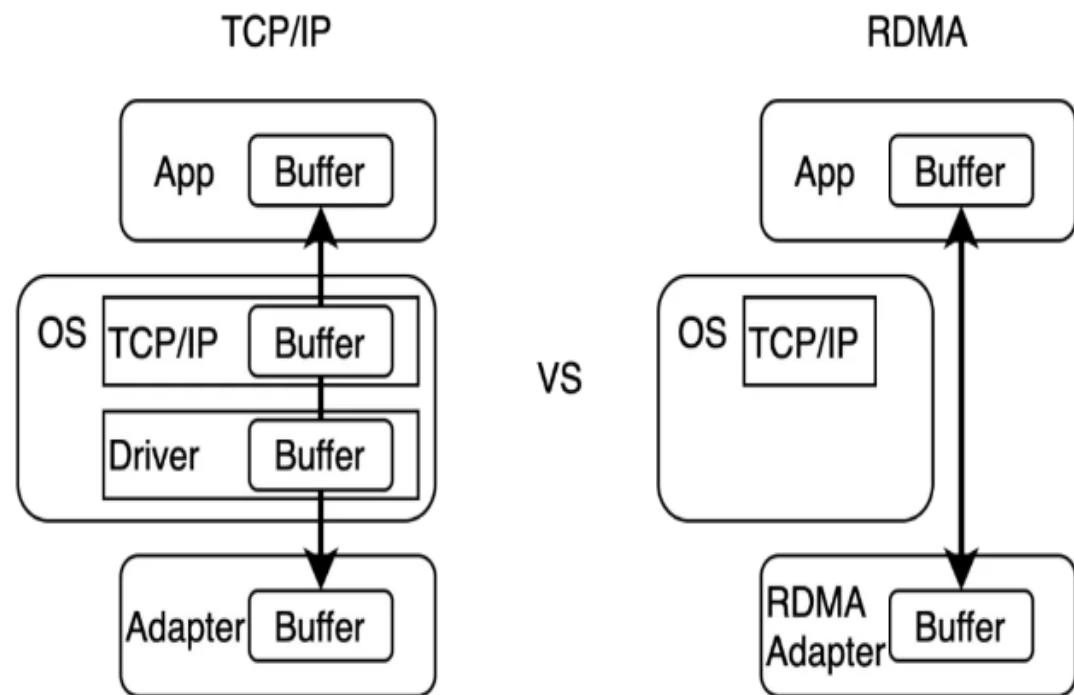 TCP/IP
RDMA
App
Buffer
App
Buffer
OS
TCP/IP
Buffer
OS
TCP/IP
VS
Driver
Buffer
Adapter
Buffer
RDMA
Adapter
Buffer